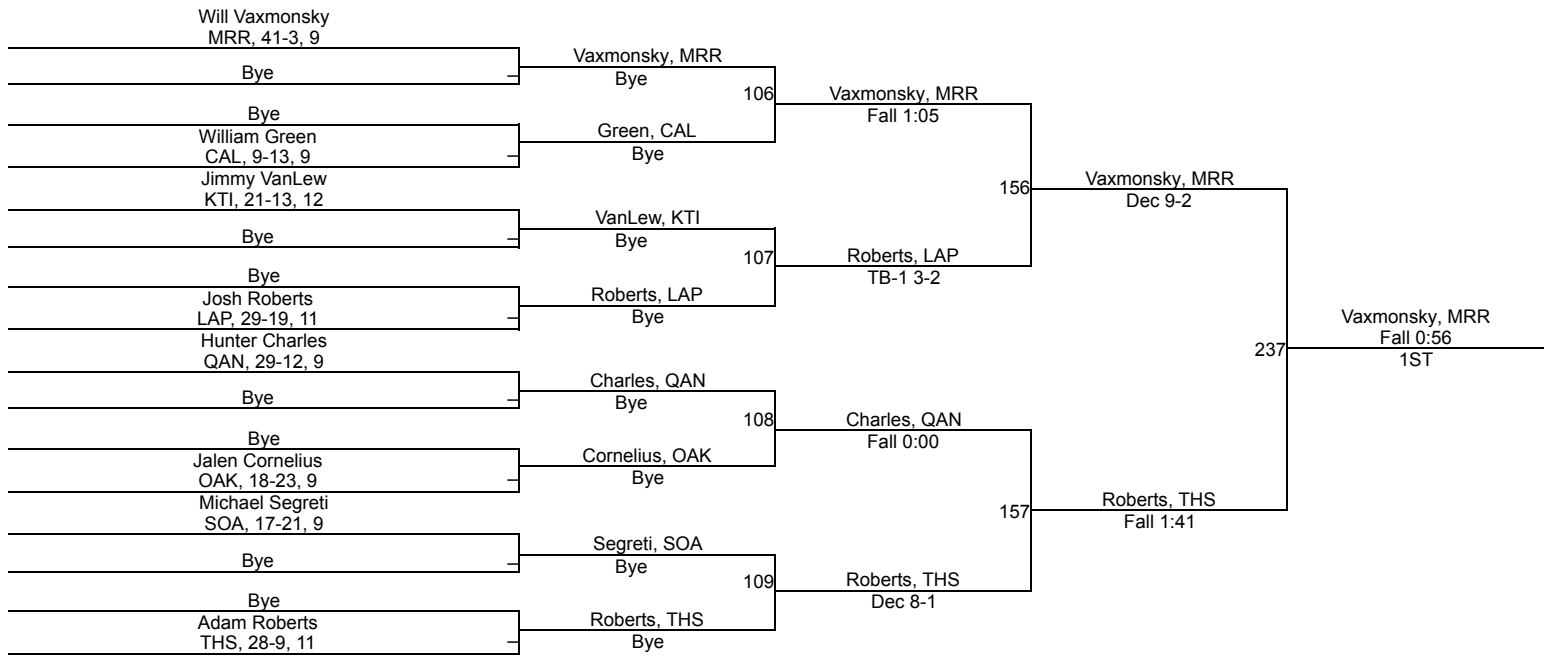 Will Vaxmonsky
MRR, 41-3, 9
Bye
Bye
William Green
CAL, 9-13, 9
Jimmy VanLew
KTI, 21-13, 12
Bye
Bye
Josh Roberts
LAP, 29-19, 11
Hunter Charles
QAN, 29-12, 9
Bye
Bye
Jalen Cornelius
OAK, 18-23, 9
Michael Segreti
SOA, 17-21, 9
Bye
Bye
Adam Roberts
THS, 28-9, 11
Vaxmonsky, MRR
Bye
106
Green, CAL
Bye
VanLew, KTI
Bye
107
Roberts, LAP
Bye
Charles, QAN
Bye
108
Cornelius, OAK
Bye
Segreti, SOA
Bye
109
Roberts, THS
Bye
Vaxmonsky, MRR
Fall 1:05
156
Roberts, LAP
TB-1 3-2
Charles, QAN
Fall 0:00
157
Roberts, THS
Dec 8-1
Vaxmonsky, MRR
Dec 9-2
237
Roberts, THS
Fall 1:41
Vaxmonsky, MRR
Fall 0:56
1ST